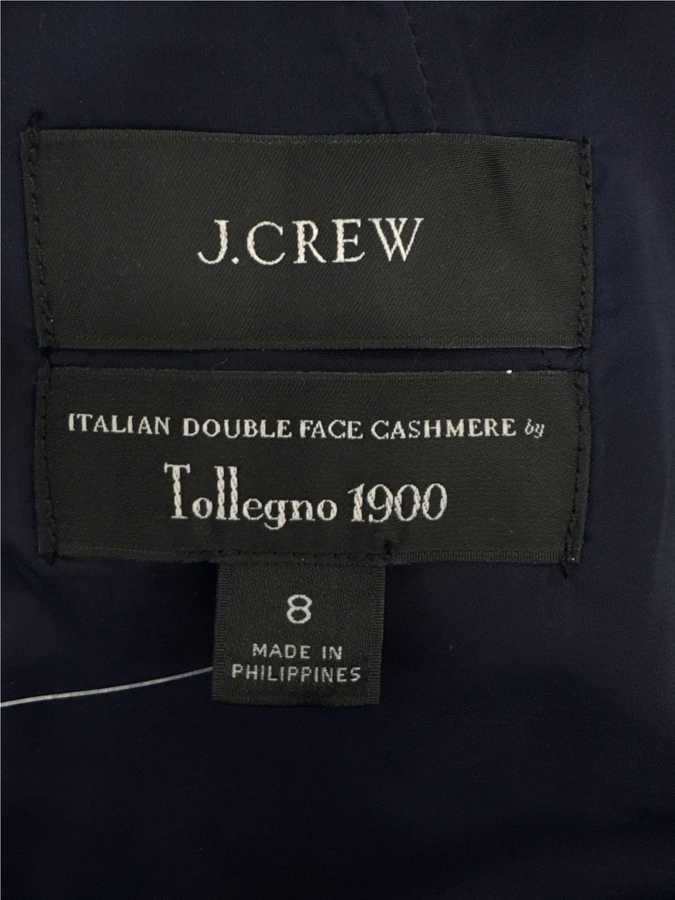 J.CREW
ITALIAN DOUBLE FACE CASHMERE by
Tollegno 1900
8
MADE IN
PHILIPPINES